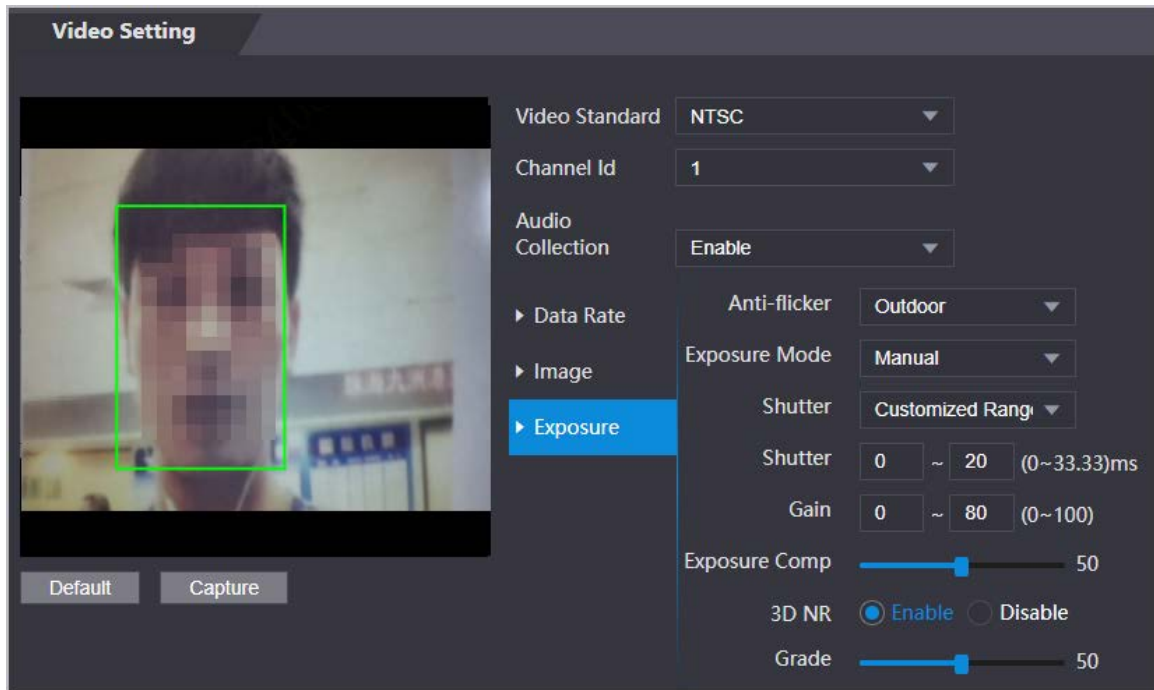 Video Setting
Video Standard NTSC
Channel Id 1
Audio
Collection Enable
Data Rate
Image
Exposure
Anti-flicker Outdoor
Exposure Mode Manual
Shutter Customized Rang
Shutter 0 ~ 20 (0~33.33)ms
Gain 0 ~ 80 (0~100)
Exposure Comp 50
3D NR Enable Disable
Grade 50
Default Capture